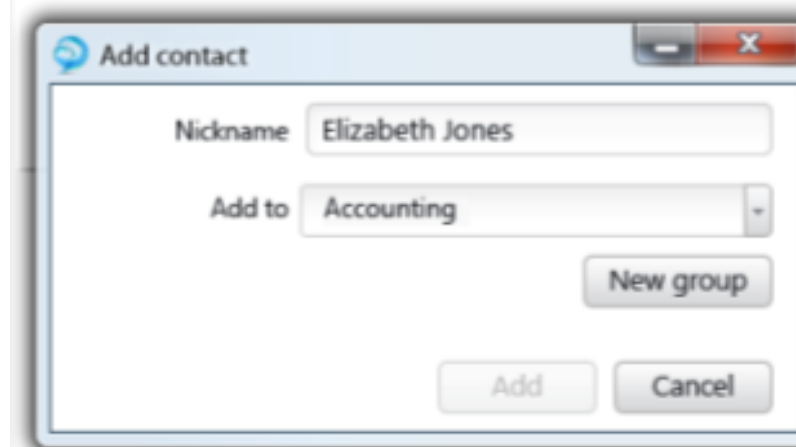 Add contact
Nickname Elizabeth Jones
Add to Accounting
New group
Add Cancel